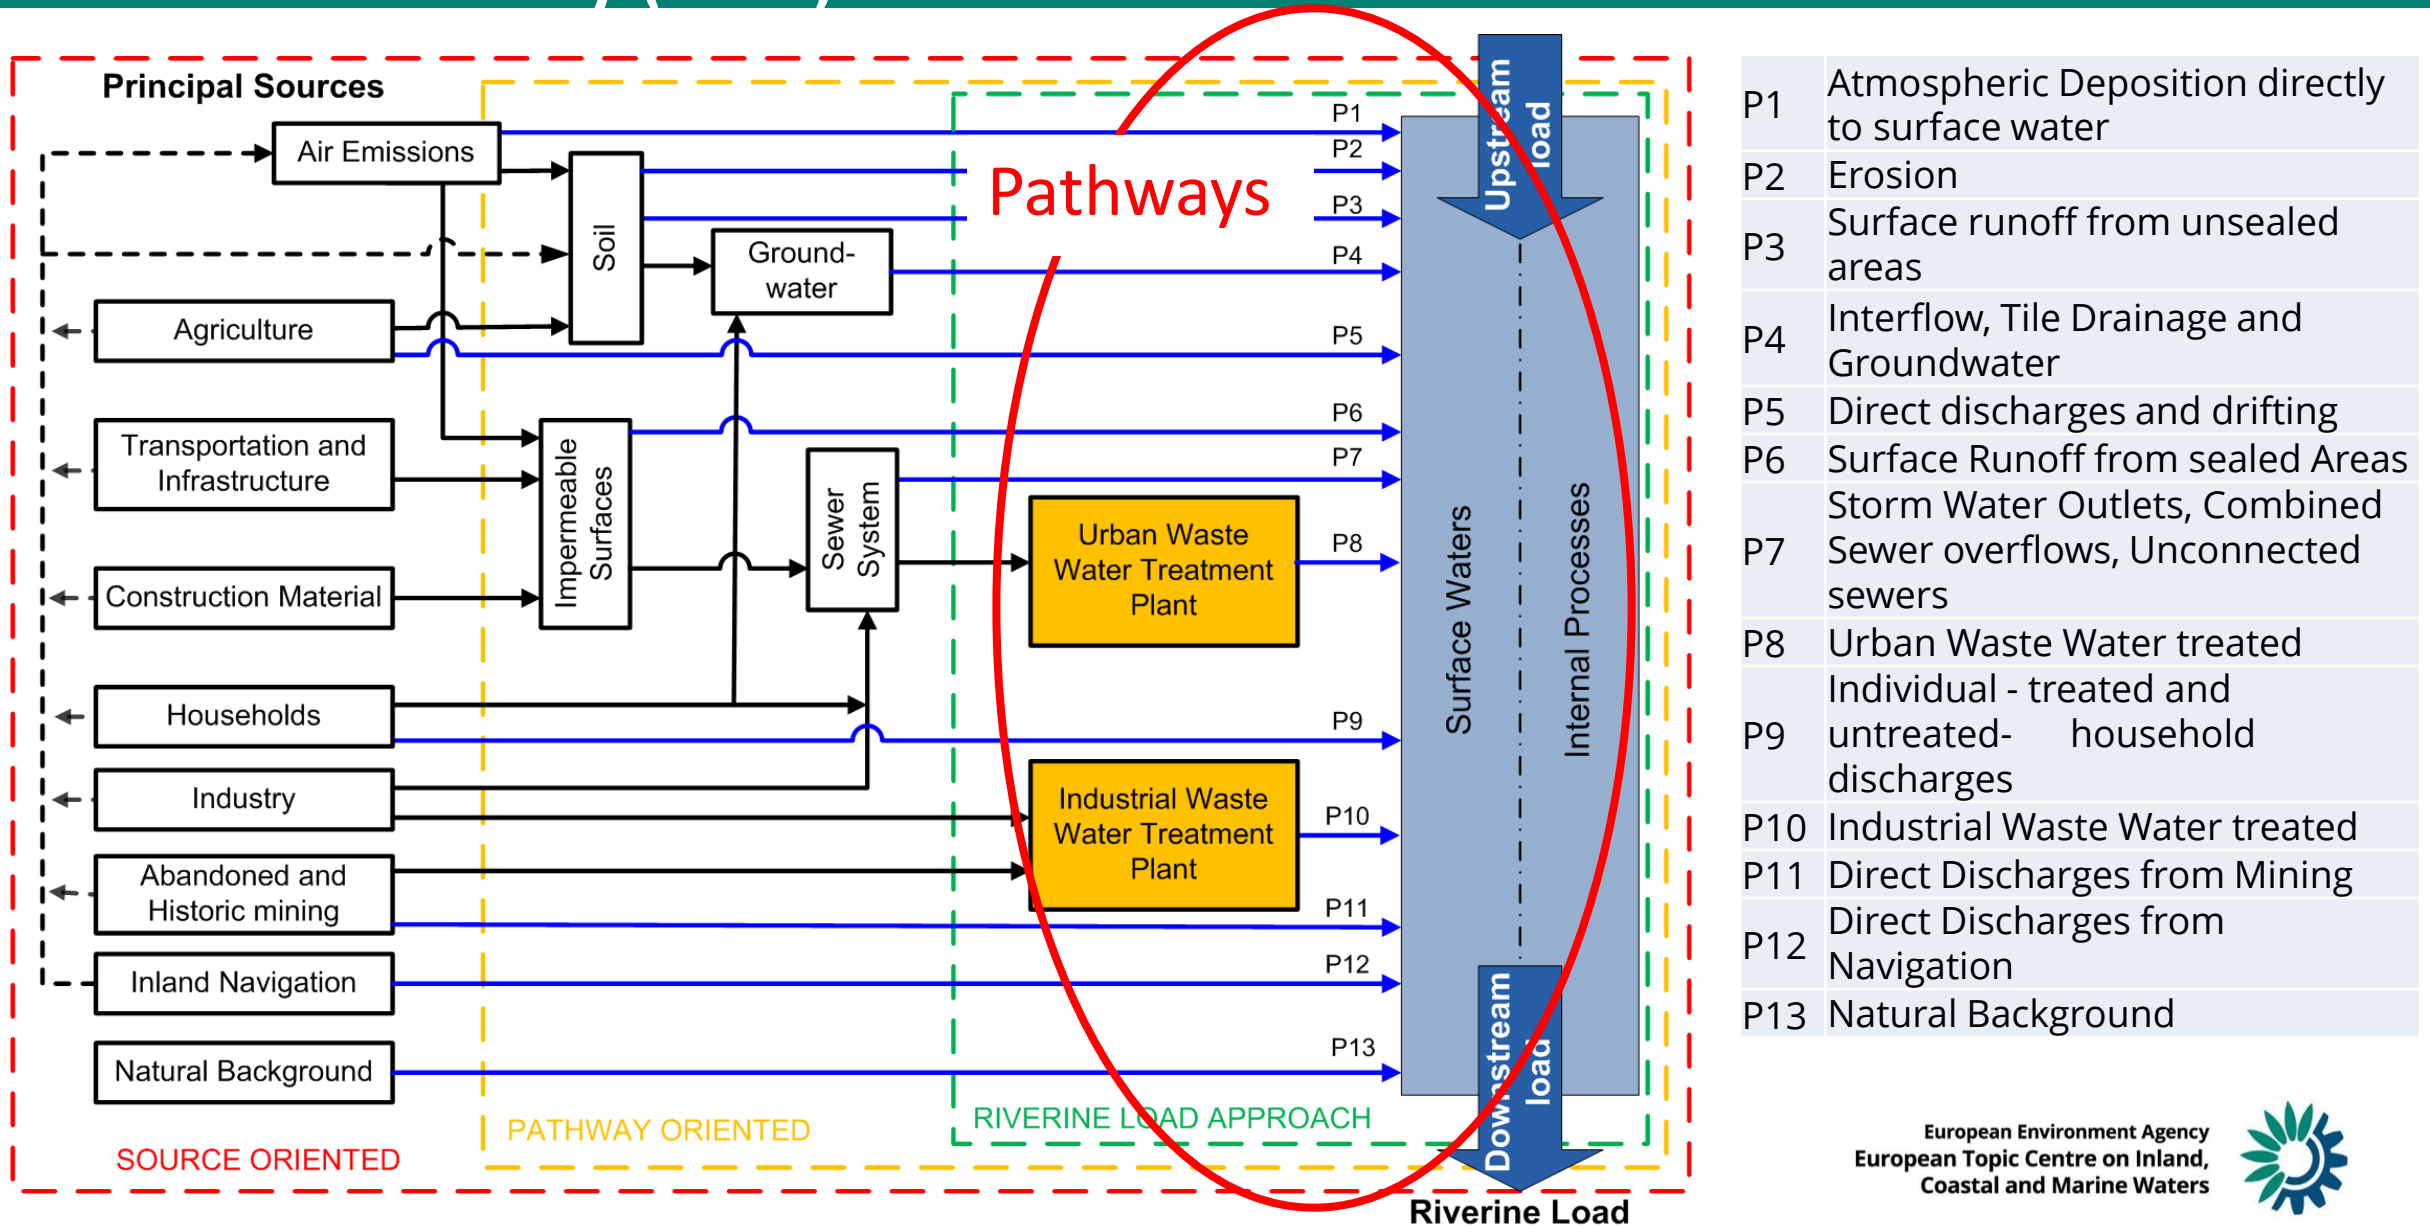 Principal Sources
Air Emissions
Agriculture
Transportation and
Infrastructure
Construction Material
Households
Industry
Abandoned and
Historic mining
Inland Navigation
Natural Background
SOURCE ORIENTED
Soil
Ground-
water
Impermeable
Surfaces
Sewer
System
PATHWAY ORIENTED
Pathways
Urban Waste
Water Treatment
Plant
Industrial Waste
Water Treatment
Plant
RIVERINE LOAD APPROACH
P1
P2
P3
P4
P5
P6
P7
P8
P9
P10
P11
P12
P13
Upstream
load
Surface Waters
Internal Processes
Downstream
load
Riverine Load
P1 Atmospheric Deposition directly
to surface water
P2 Erosion
P3 Surface runoff from unsealed
areas
P4 Interflow, Tile Drainage and
Groundwater
P5 Direct discharges and drifting
P6 Surface Runoff from sealed Areas
P7 Storm Water Outlets, Combined
Sewer overflows, Unconnected
sewers
P8 Urban Waste Water treated
P9 Individual - treated and
untreated- household
discharges
P10 Industrial Waste Water treated
P11 Direct Discharges from Mining
P12 Direct Discharges from
Navigation
P13 Natural Background
European Environment Agency
European Topic Centre on Inland,
Coastal and Marine Waters